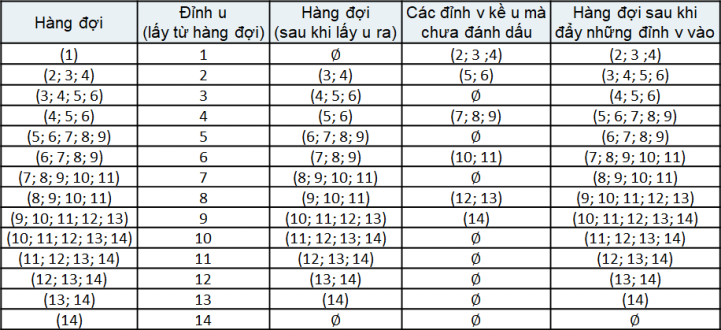 Hàng đợi | Đỉnh u (lấy từ hàng đợi) | Hàng đợi (sau khi lấy u ra) | Các đỉnh v kề u mà chưa đánh dấu | Hàng đợi sau khi đẩy những đỉnh v vào
(1) | 1 | Ø | (2; 3 ;4) | (2; 3; 4)
(2; 3; 4) | 2 | (3; 4) | (5; 6) | (3; 4; 5; 6)
(3; 4; 5; 6) | 3 | (4; 5; 6) | Ø | (4; 5; 6)
(4; 5; 6) | 4 | (5; 6) | (7; 8; 9) | (5; 6; 7; 8; 9)
(5; 6; 7; 8; 9) | 5 | (6; 7; 8; 9) | Ø | (6; 7; 8; 9)
(6; 7; 8; 9) | 6 | (7; 8; 9) | (10; 11) | (7; 8; 9; 10; 11)
(7; 8; 9; 10; 11) | 7 | (8; 9; 10; 11) | Ø | (8; 9; 10; 11)
(8; 9; 10; 11) | 8 | (9; 10; 11) | (12; 13) | (9; 10; 11; 12; 13)
(9; 10; 11; 12; 13) | 9 | (10; 11; 12; 13) | (14) | (10; 11; 12; 13; 14)
(10; 11; 12; 13; 14) | 10 | (11; 12; 13; 14) | Ø | (11; 12; 13; 14)
(11; 12; 13; 14) | 11 | (12; 13; 14) | Ø | (12; 13; 14)
(12; 13; 14) | 12 | (13; 14) | Ø | (13; 14)
(13; 14) | 13 | (14) | Ø | (14)
(14) | 14 | Ø | Ø | Ø